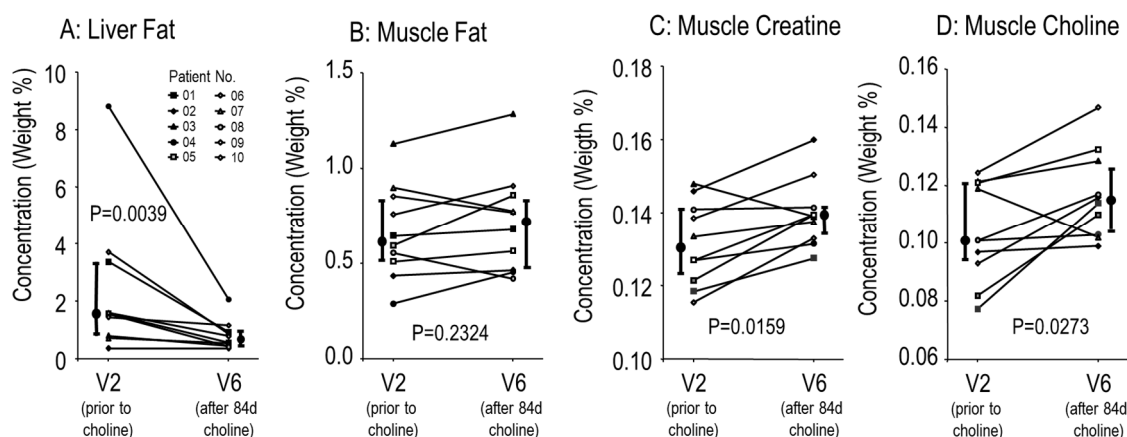 A: Liver Fat
Concentration (Weight %)
10
8
6
4
2
0
Patient No.
01 06
02 07
03 08
04 09
05 10
P=0.0039
V2 V6
(prior to choline) (after 84d choline)
B: Muscle Fat
Concentration (Weight %)
1.5
1.0
0.5
0.0
P=0.2324
V2 V6
(prior to choline) (after 84d choline)
C: Muscle Creatine
Concentration (Weigth %)
0.18
0.16
0.14
0.12
0.10
P=0.0159
V2 V6
(prior to choline) (after 84d choline)
D: Muscle Choline
Concentration (Weight %)
0.16
0.14
0.12
0.10
0.08
0.06
P=0.0273
V2 V6
(prior to choline) (after 84d choline)